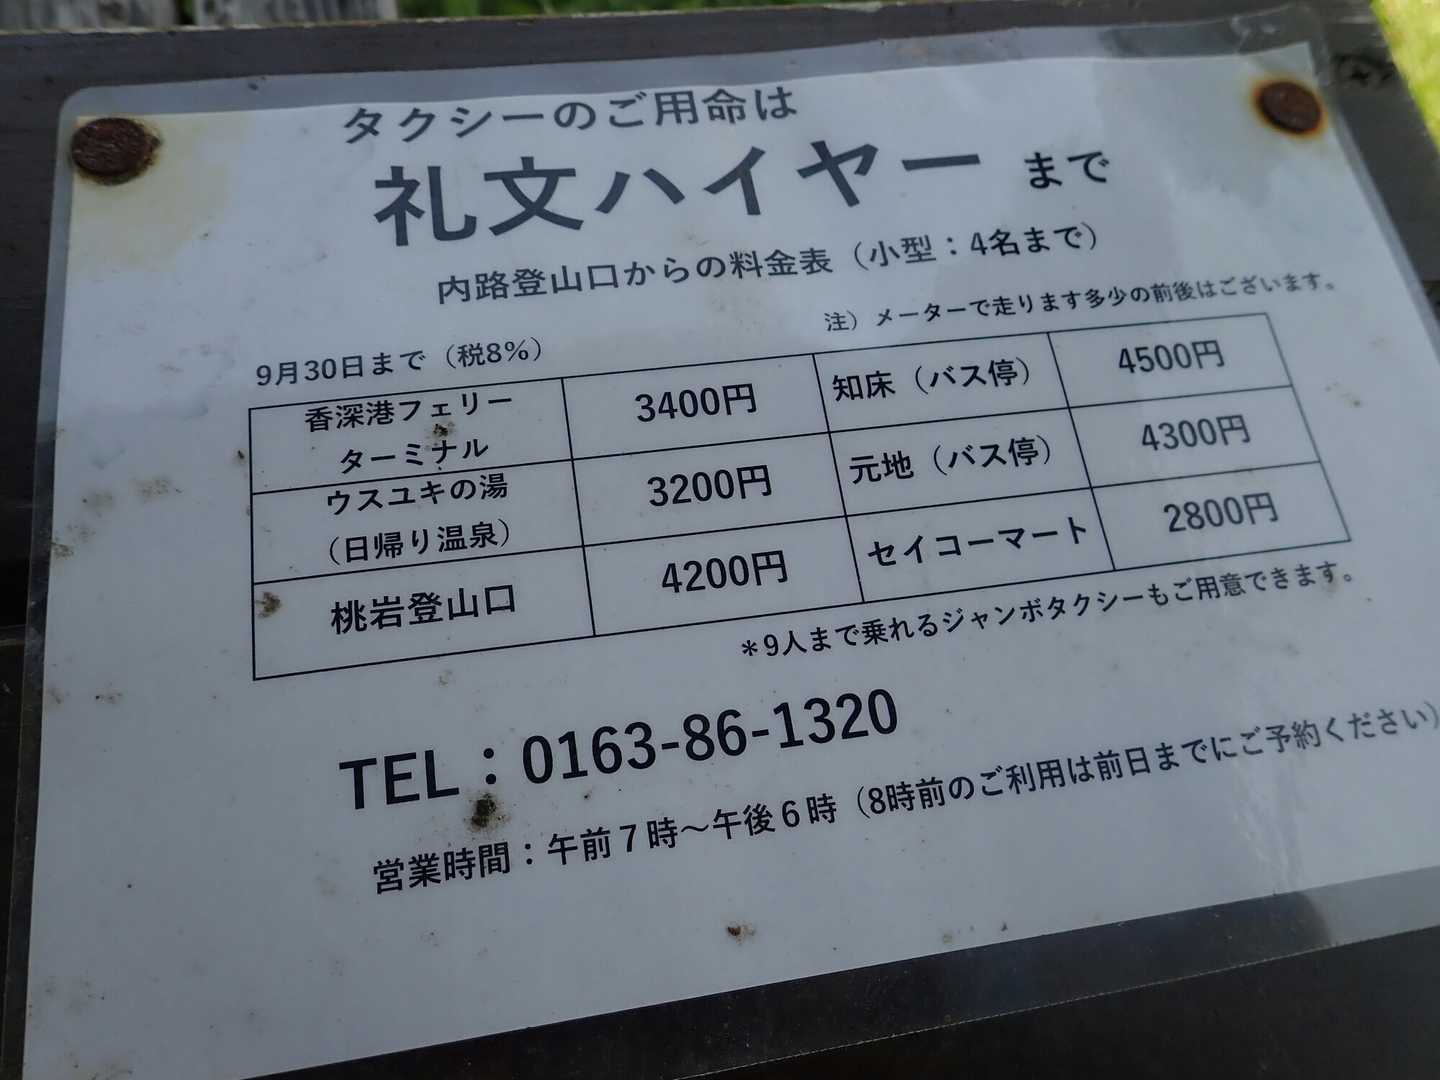 タクシーのご用命は
礼文ハイヤー まで
内路登山口からの料金表（小型：4名まで）
注）メーターで走ります多少の前後はございます。
9月30日まで（税8%）
香深港フェリー
ターミナル
3400円
知床（バス停）
4500円
ウスユキの湯
（日帰り温泉）
3200円
元地（バス停）
4300円
桃岩登山口
4200円
セイコーマート
2800円
＊9人まで乗れるジャンボタクシーもご用意できます。
TEL：0163-86-1320
営業時間：午前７時～午後６時（8時前のご利用は前日までにご予約ください）